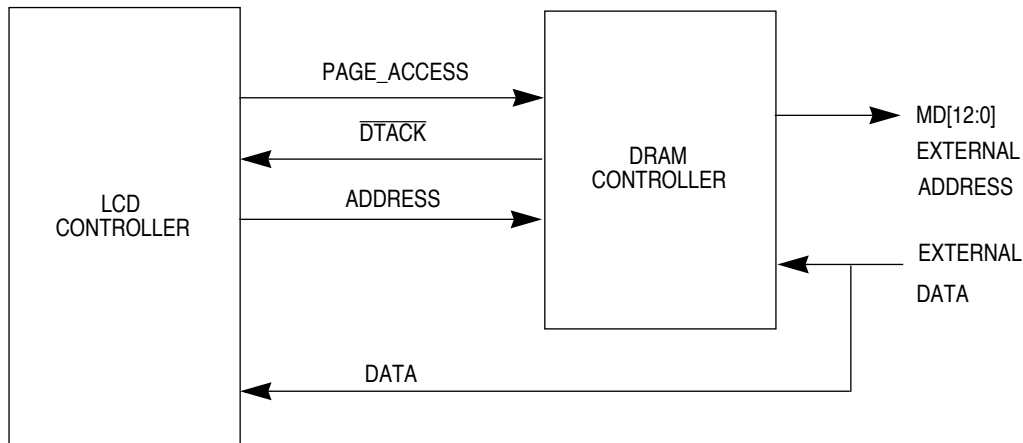 PAGE_ACCESS
DTACK
ADDRESS
LCD
CONTROLLER
DRAM
CONTROLLER
MD[12:0]
EXTERNAL
ADDRESS
EXTERNAL
DATA
DATA